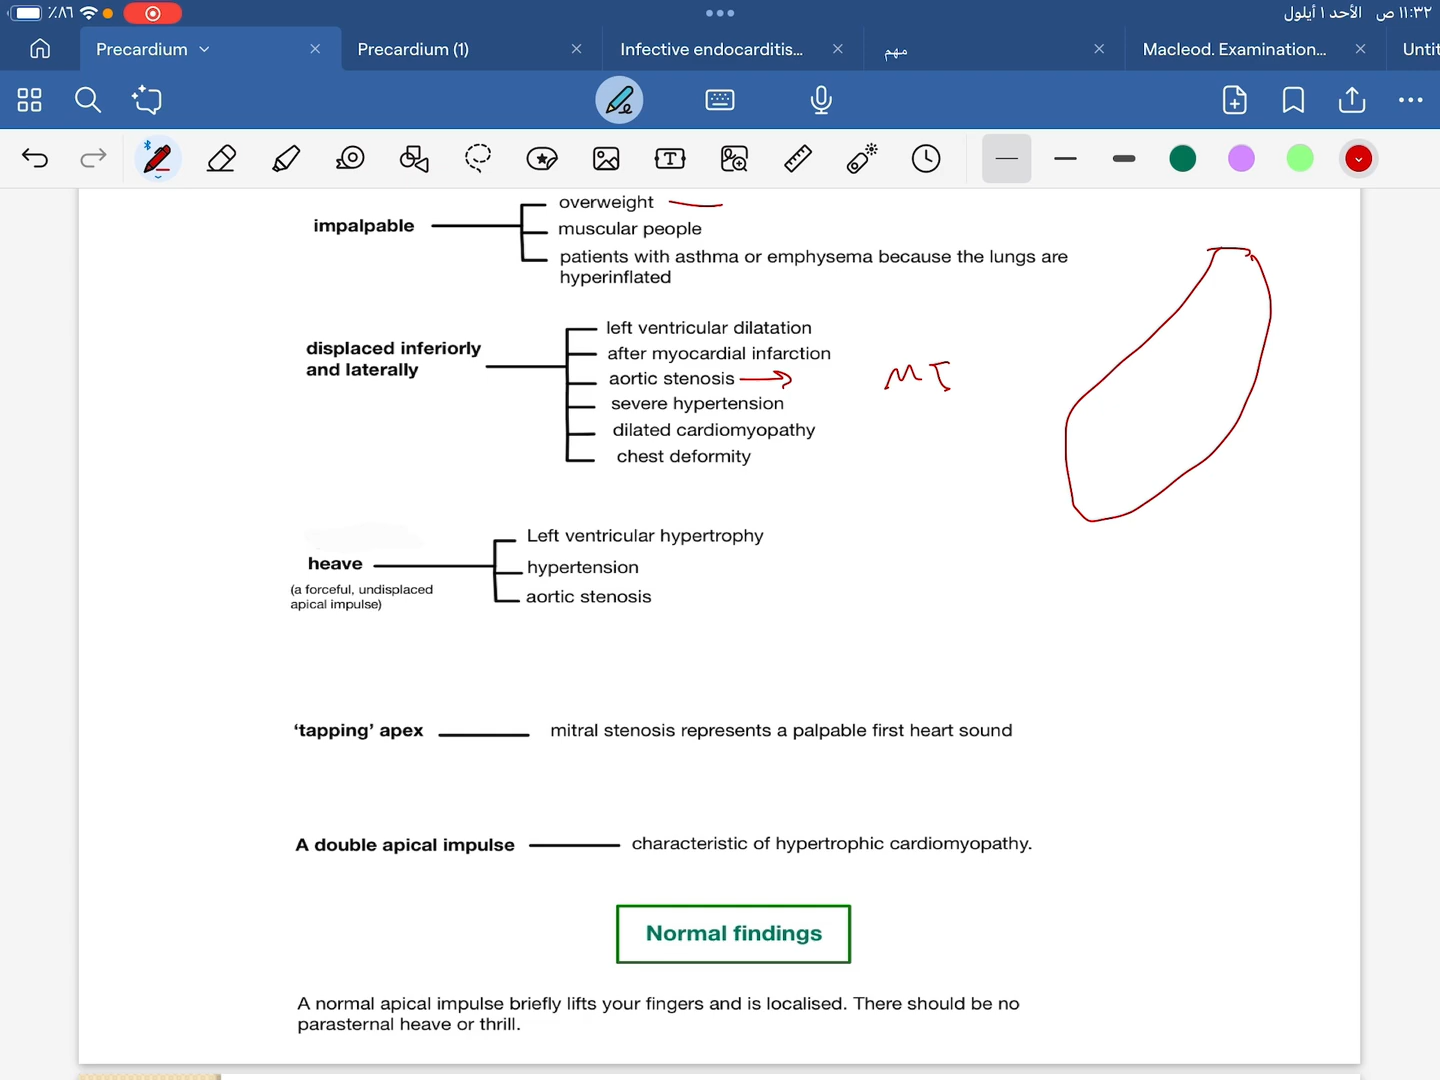 ٪٨٦
١١:٣٢ ص الأحد ١ أيلول
Precardium
Precardium (1)
Infective endocarditis...
مهم
Macleod. Examination...
Untit
impalpable
overweight
muscular people
patients with asthma or emphysema because the lungs are
hyperinflated
displaced inferiorly
and laterally
left ventricular dilatation
after myocardial infarction
aortic stenosis
severe hypertension
dilated cardiomyopathy
chest deformity
MI
heave
(a forceful, undisplaced
apical impulse)
Left ventricular hypertrophy
hypertension
aortic stenosis
‘tapping’ apex
mitral stenosis represents a palpable first heart sound
A double apical impulse
characteristic of hypertrophic cardiomyopathy.
Normal findings
A normal apical impulse briefly lifts your fingers and is localised. There should be no
parasternal heave or thrill.